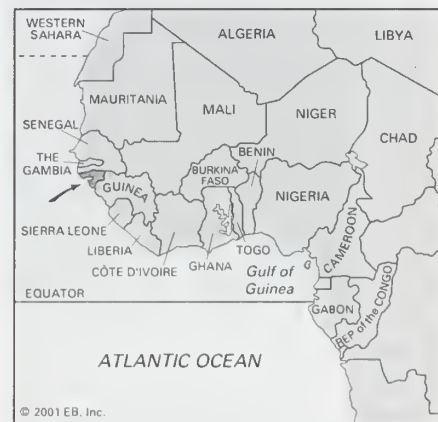 WESTERN
SAHARA
ALGERIA
LIBYA
MAURITANIA
MALI
NIGER
CHAD
SENEGAL
THE
GAMBIA
GUINEA
BURKINA
FASO
BENIN
NIGERIA
SIERRA LEONE
LIBERIA
CÔTE D'IVOIRE
GHANA
TOGO
CAMEROON
Gulf of
Guinea
EQUATOR
GABON
REP of the CONGO
ATLANTIC OCEAN
© 2001 EB, Inc.